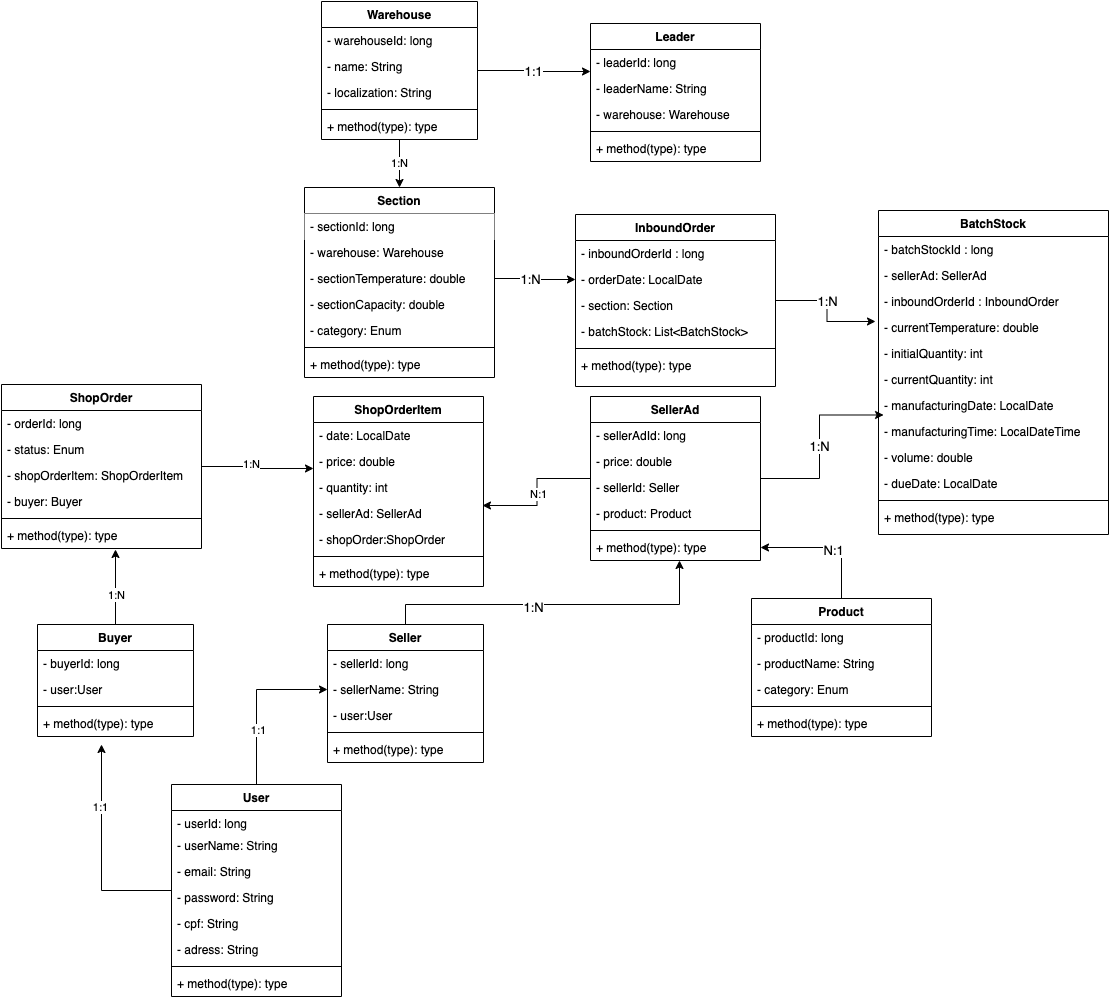 Warehouse
- warehouseId: long
- name: String
- localization: String
+ method(type): type
1:1
Leader
- leaderId: long
- leaderName: String
- warehouse: Warehouse
+ method(type): type
1:N
Section
- sectionId: long
- warehouse: Warehouse
- sectionTemperature: double
- sectionCapacity: double
- category: Enum
+ method(type): type
1:N
InboundOrder
- inboundOrderId : long
- orderDate: LocalDate
- section: Section
- batchStock: List<BatchStock>
+ method(type): type
1:N
BatchStock
- batchStockId : long
- sellerAd: SellerAd
- inboundOrderId : InboundOrder
- currentTemperature: double
- initialQuantity: int
- currentQuantity: int
- manufacturingDate: LocalDate
- manufacturingTime: LocalDateTime
- volume: double
- dueDate: LocalDate
+ method(type): type
ShopOrder
- orderId: long
- status: Enum
- shopOrderItem: ShopOrderItem
- buyer: Buyer
+ method(type): type
1:N
ShopOrderItem
- date: LocalDate
- price: double
- quantity: int
- sellerAd: SellerAd
- shopOrder:ShopOrder
+ method(type): type
N:1
SellerAd
- sellerAdId: long
- price: double
- sellerId: Seller
- product: Product
+ method(type): type
1:N
N:1
1:N
1:N
Buyer
- buyerId: long
- user:User
+ method(type): type
Seller
- sellerId: long
- sellerName: String
- user:User
+ method(type): type
Product
- productId: long
- productName: String
- category: Enum
+ method(type): type
1:1
1:1
User
- userId: long
- userName: String
- email: String
- password: String
- cpf: String
- adress: String
+ method(type): type